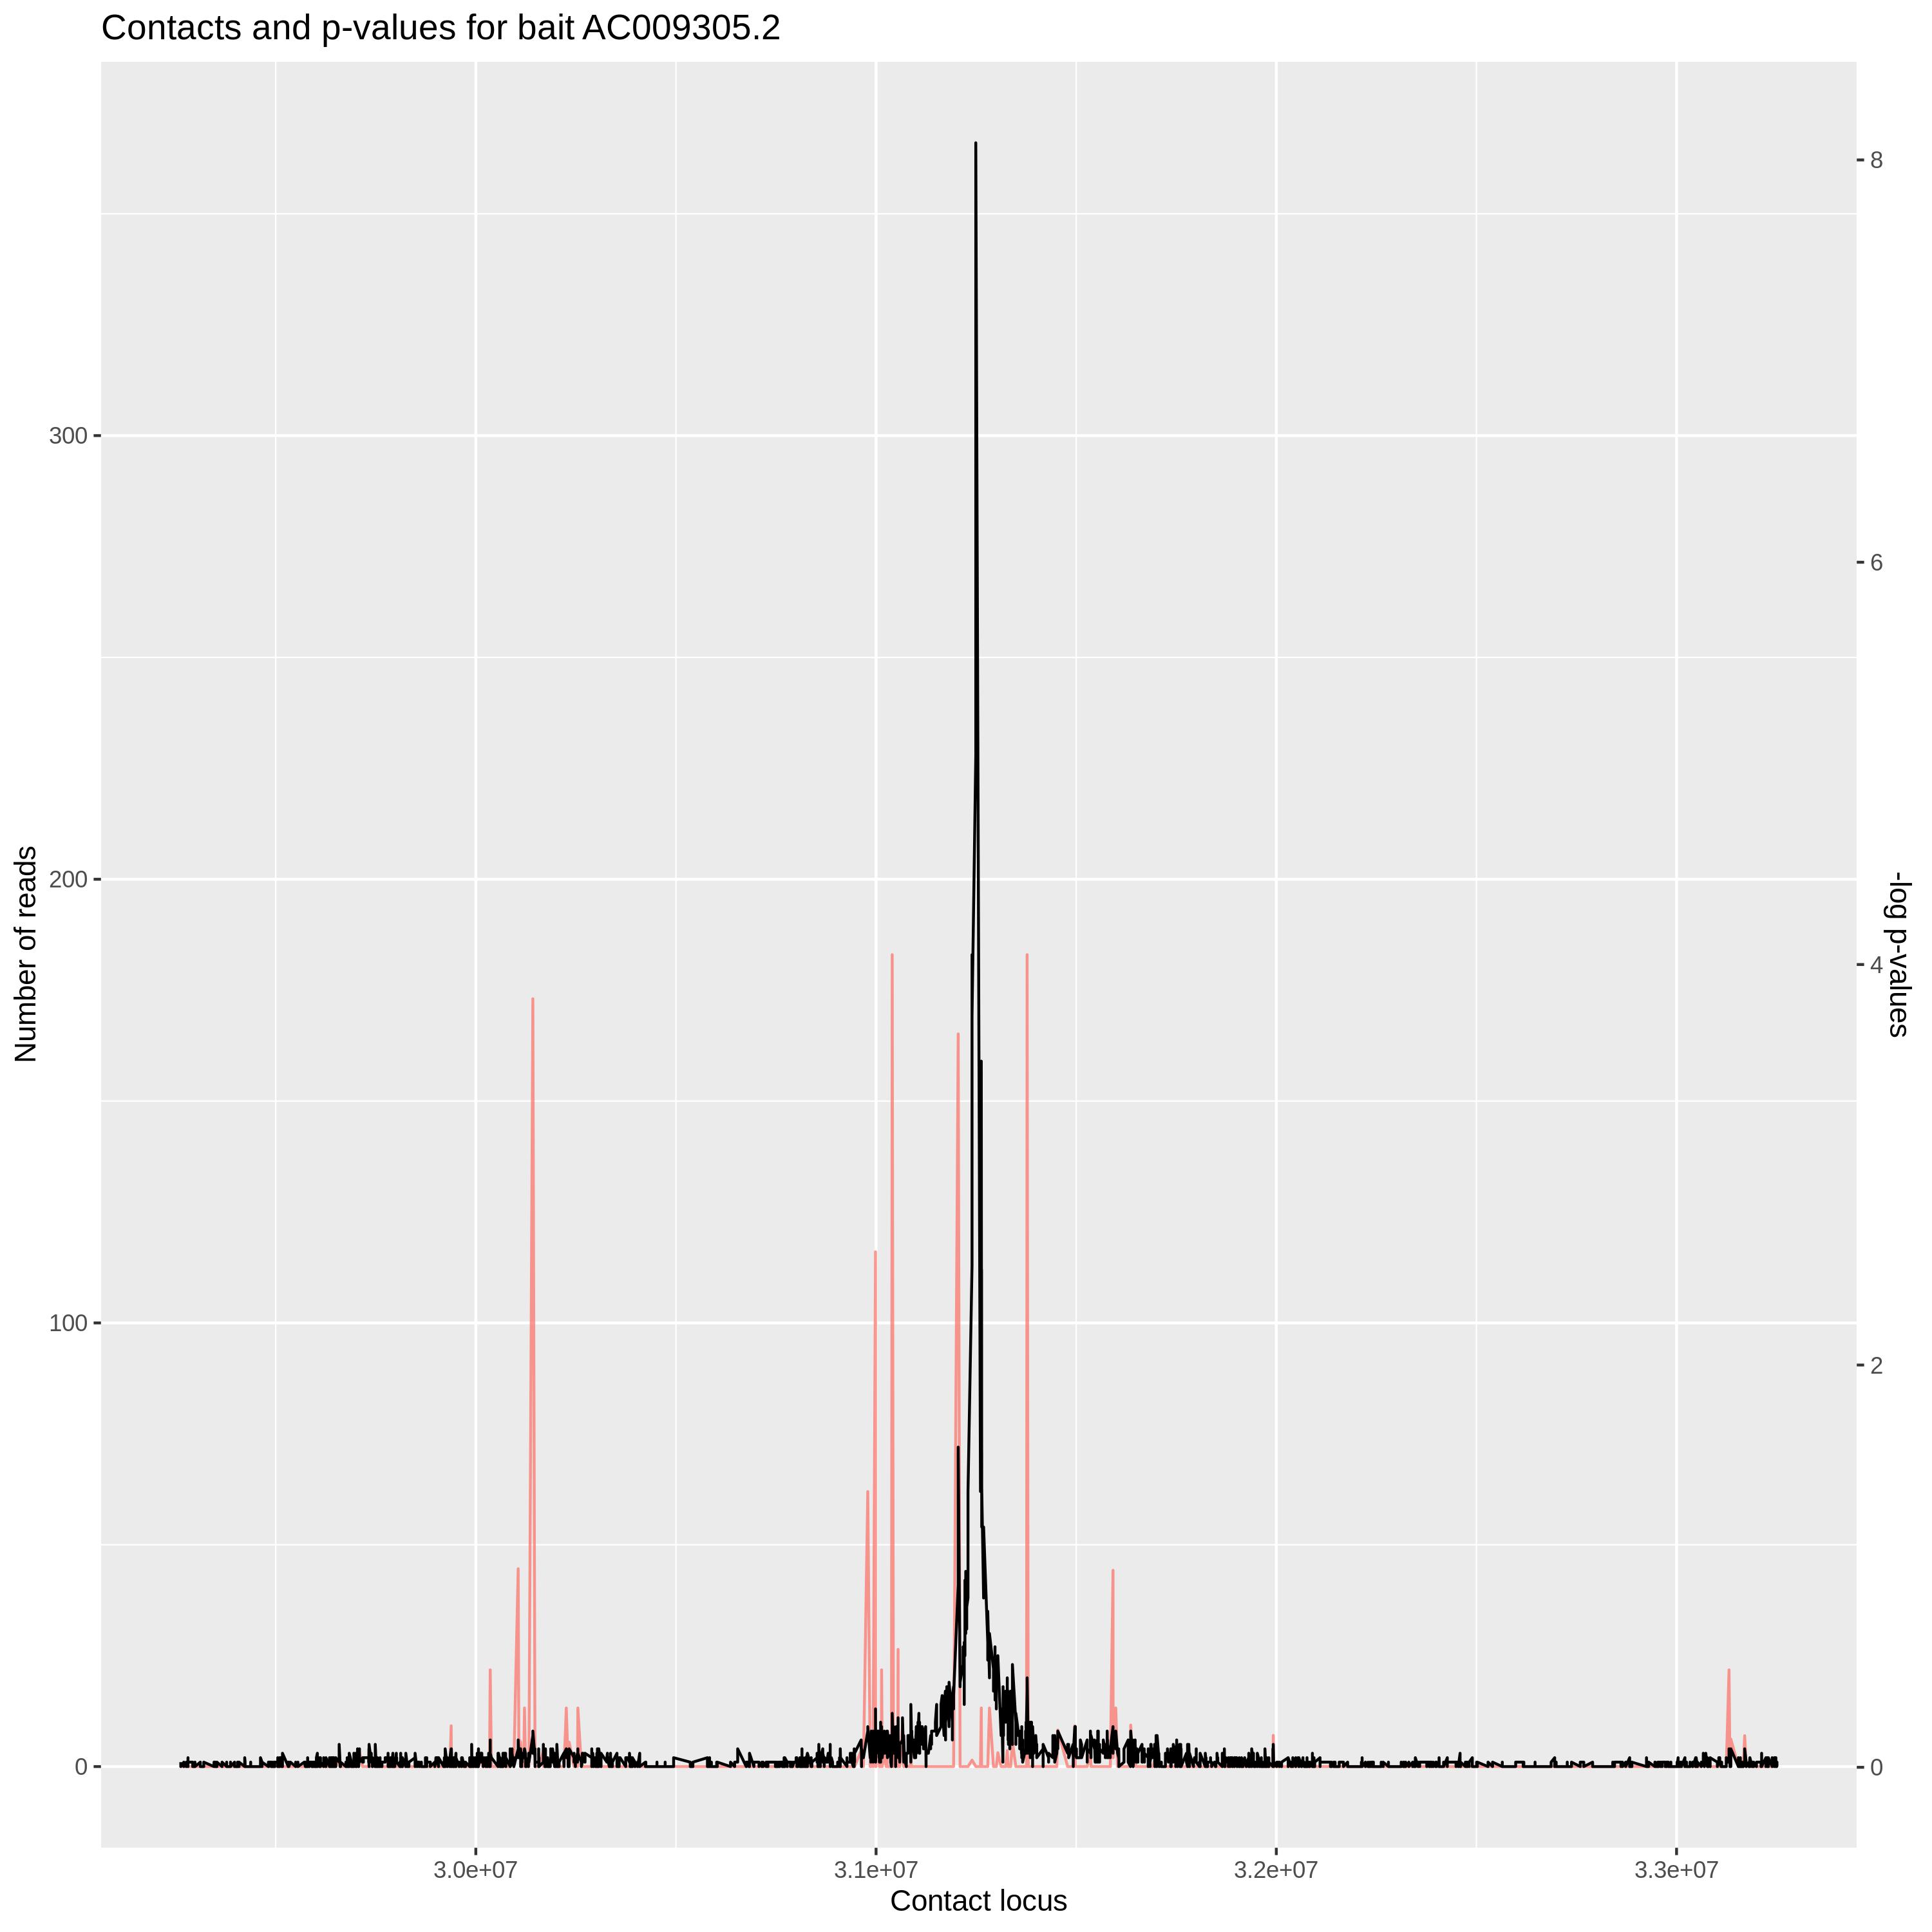 Contacts and p-values for bait AC009305.2
300
200
100
0
Number of reads
8
6
4
2
0
-log p-values
3.0e+07 3.1e+07 3.2e+07 3.3e+07
Contact locus